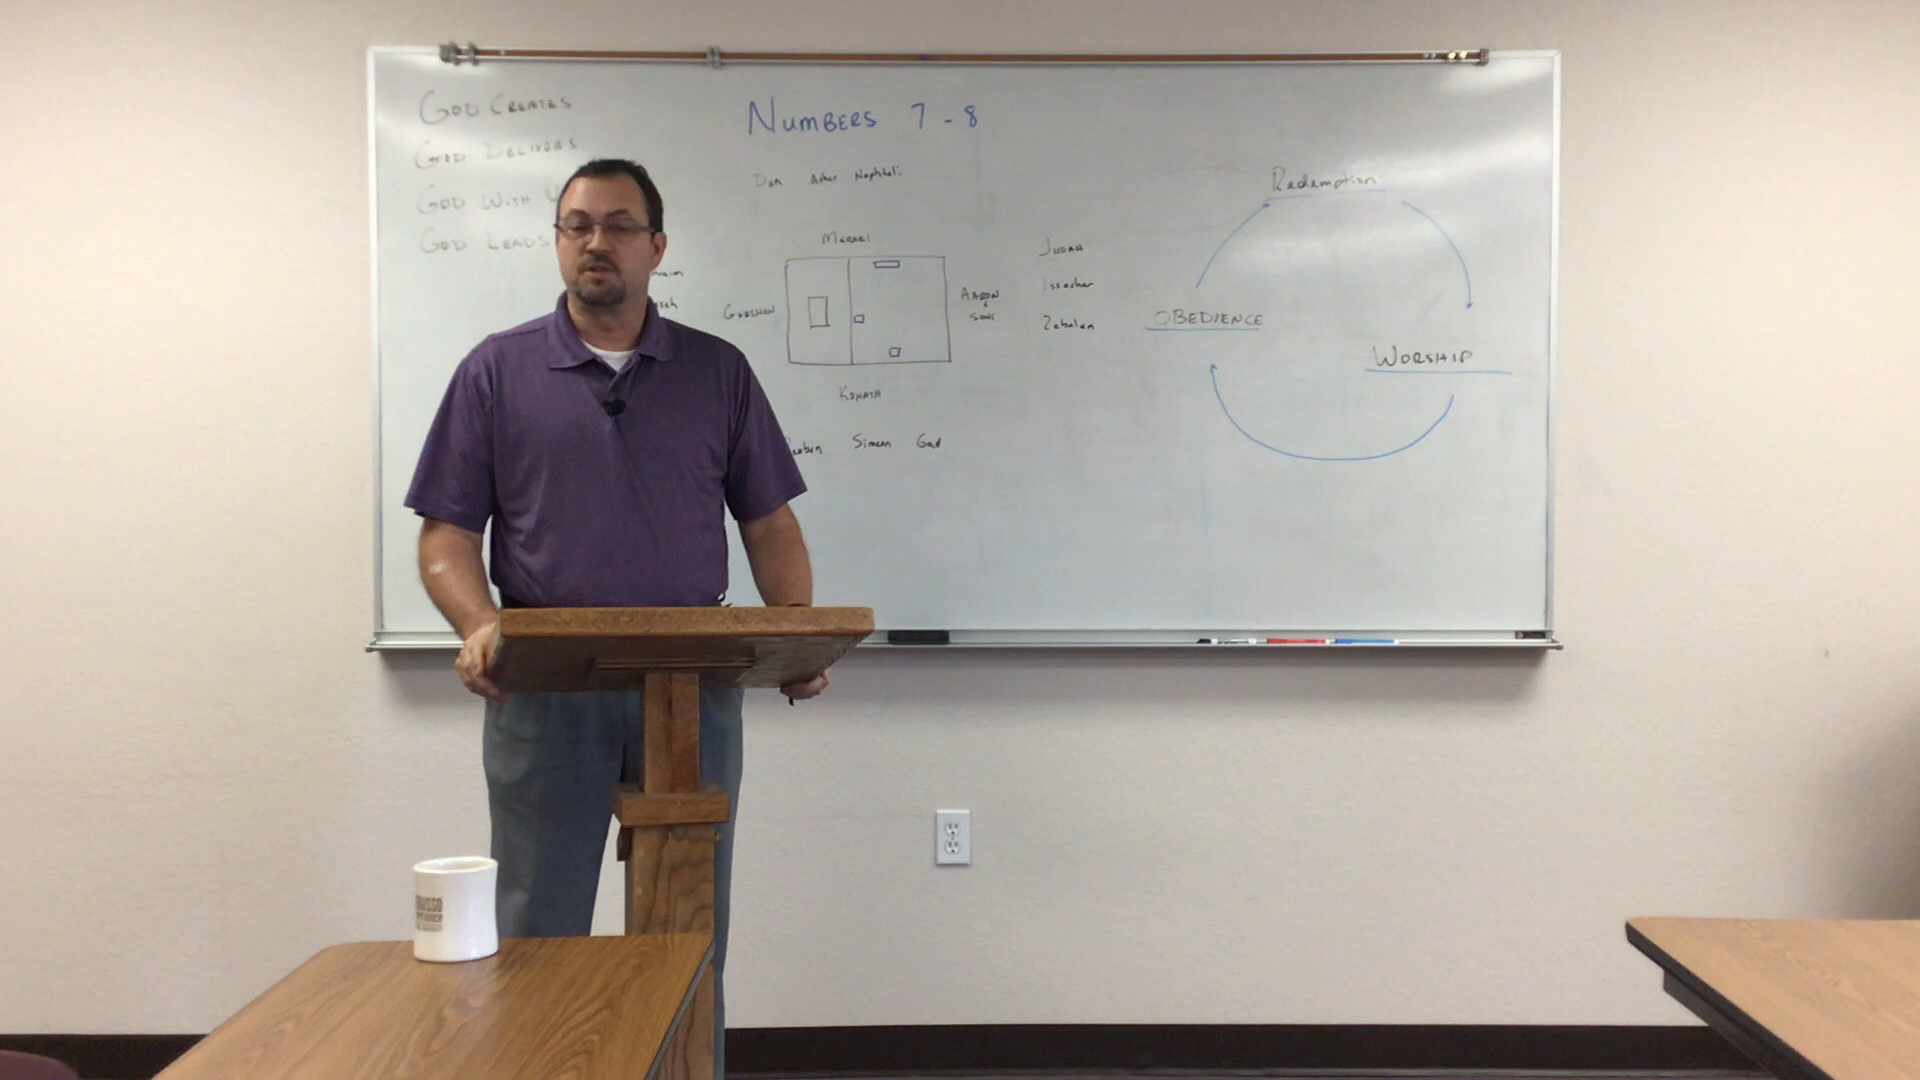 GOD CREATES
GOD DELIVERS
GOD WITH
GOD LEADS
NUMBERS 7-8
Dan Asher Naphtali
MERARI
GERSHON
AARON
&
SONS
KOHATH
Simeon Gad
JUDAH
Issachar
Zebulun
Redemption
OBEDIENCE
WORSHIP